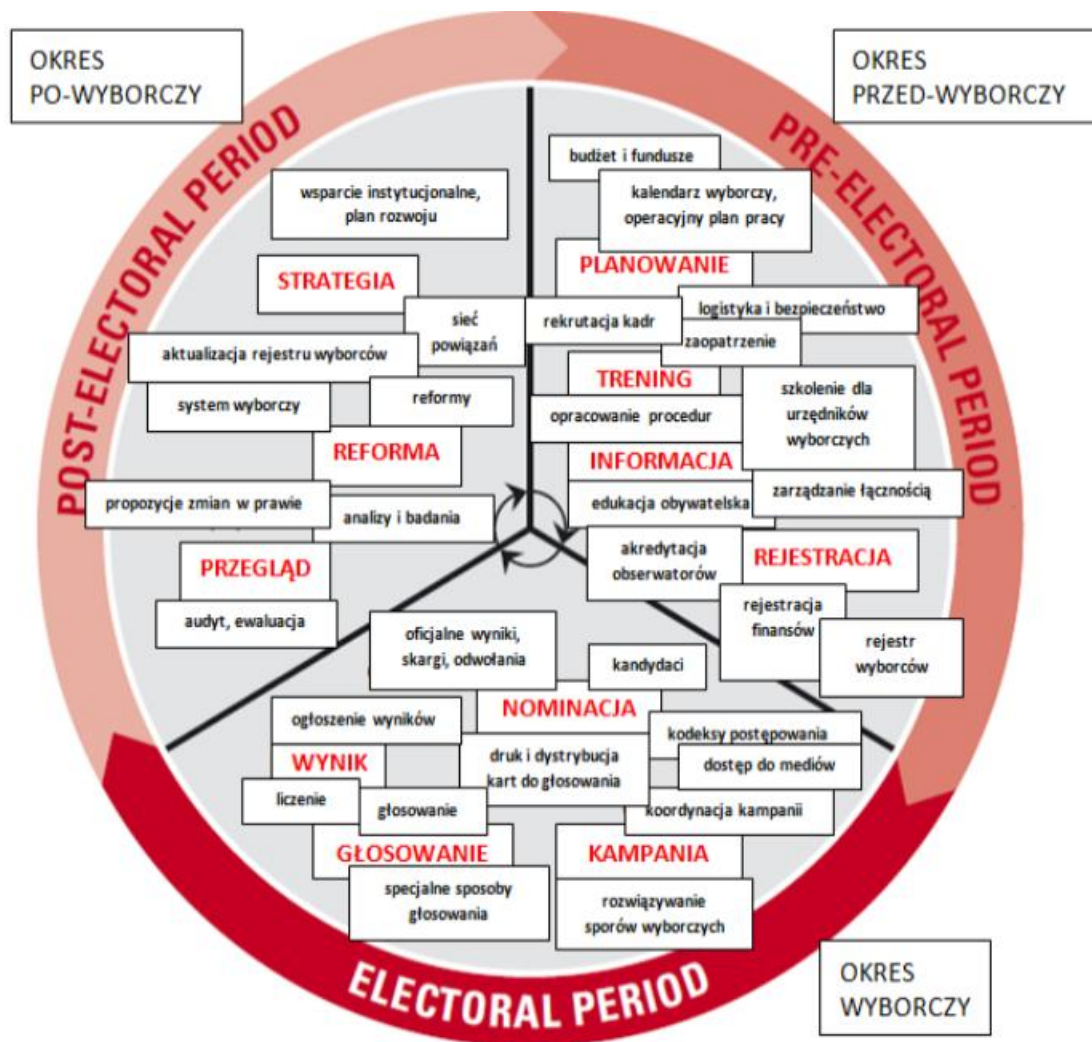 OKRES
PO-WYBORCZY
OKRES
PRZED-WYBORCZY
POST-ELECTORAL PERIOD
PRE-ELECTORAL PERIOD
budżet i fundusze
kalendarz wyborczy,
operacyjny plan pracy
PLANOWANIE
logistyka i bezpieczeństwo
rekrutacja kadr
zaopatrzenie
TRENING
szkolenie dla
urzędników
wyborczych
opracowanie procedur
INFORMACJA
zarządzanie łącznością
edukacja obywatelska
akredytacja
obserwatorów
REJESTRACJA
rejestracja
finansów
rejestr
wyborców
kandydaci
NOMINACJA
kodeksy postępowania
druk i dystrybucja
kart do głosowania
dostęp do mediów
koordynacja kampanii
KAMPANIA
rozwiązywanie
sporów wyborczych
oficjalne wyniki,
skargi, odwołania
ogłoszenie wyników
WYNIK
liczenie
głosowanie
GŁOSOWANIE
specjalne sposoby
głosowania
wsparcie instytucjonalne,
plan rozwoju
STRATEGIA
sieć
powiązań
aktualizacja rejestru wyborców
system wyborczy
reformy
REFORMA
propozycje zmian w prawie
analizy i badania
PRZEGLĄD
audyt, ewaluacja
ELECTORAL PERIOD
OKRES
WYBORCZY